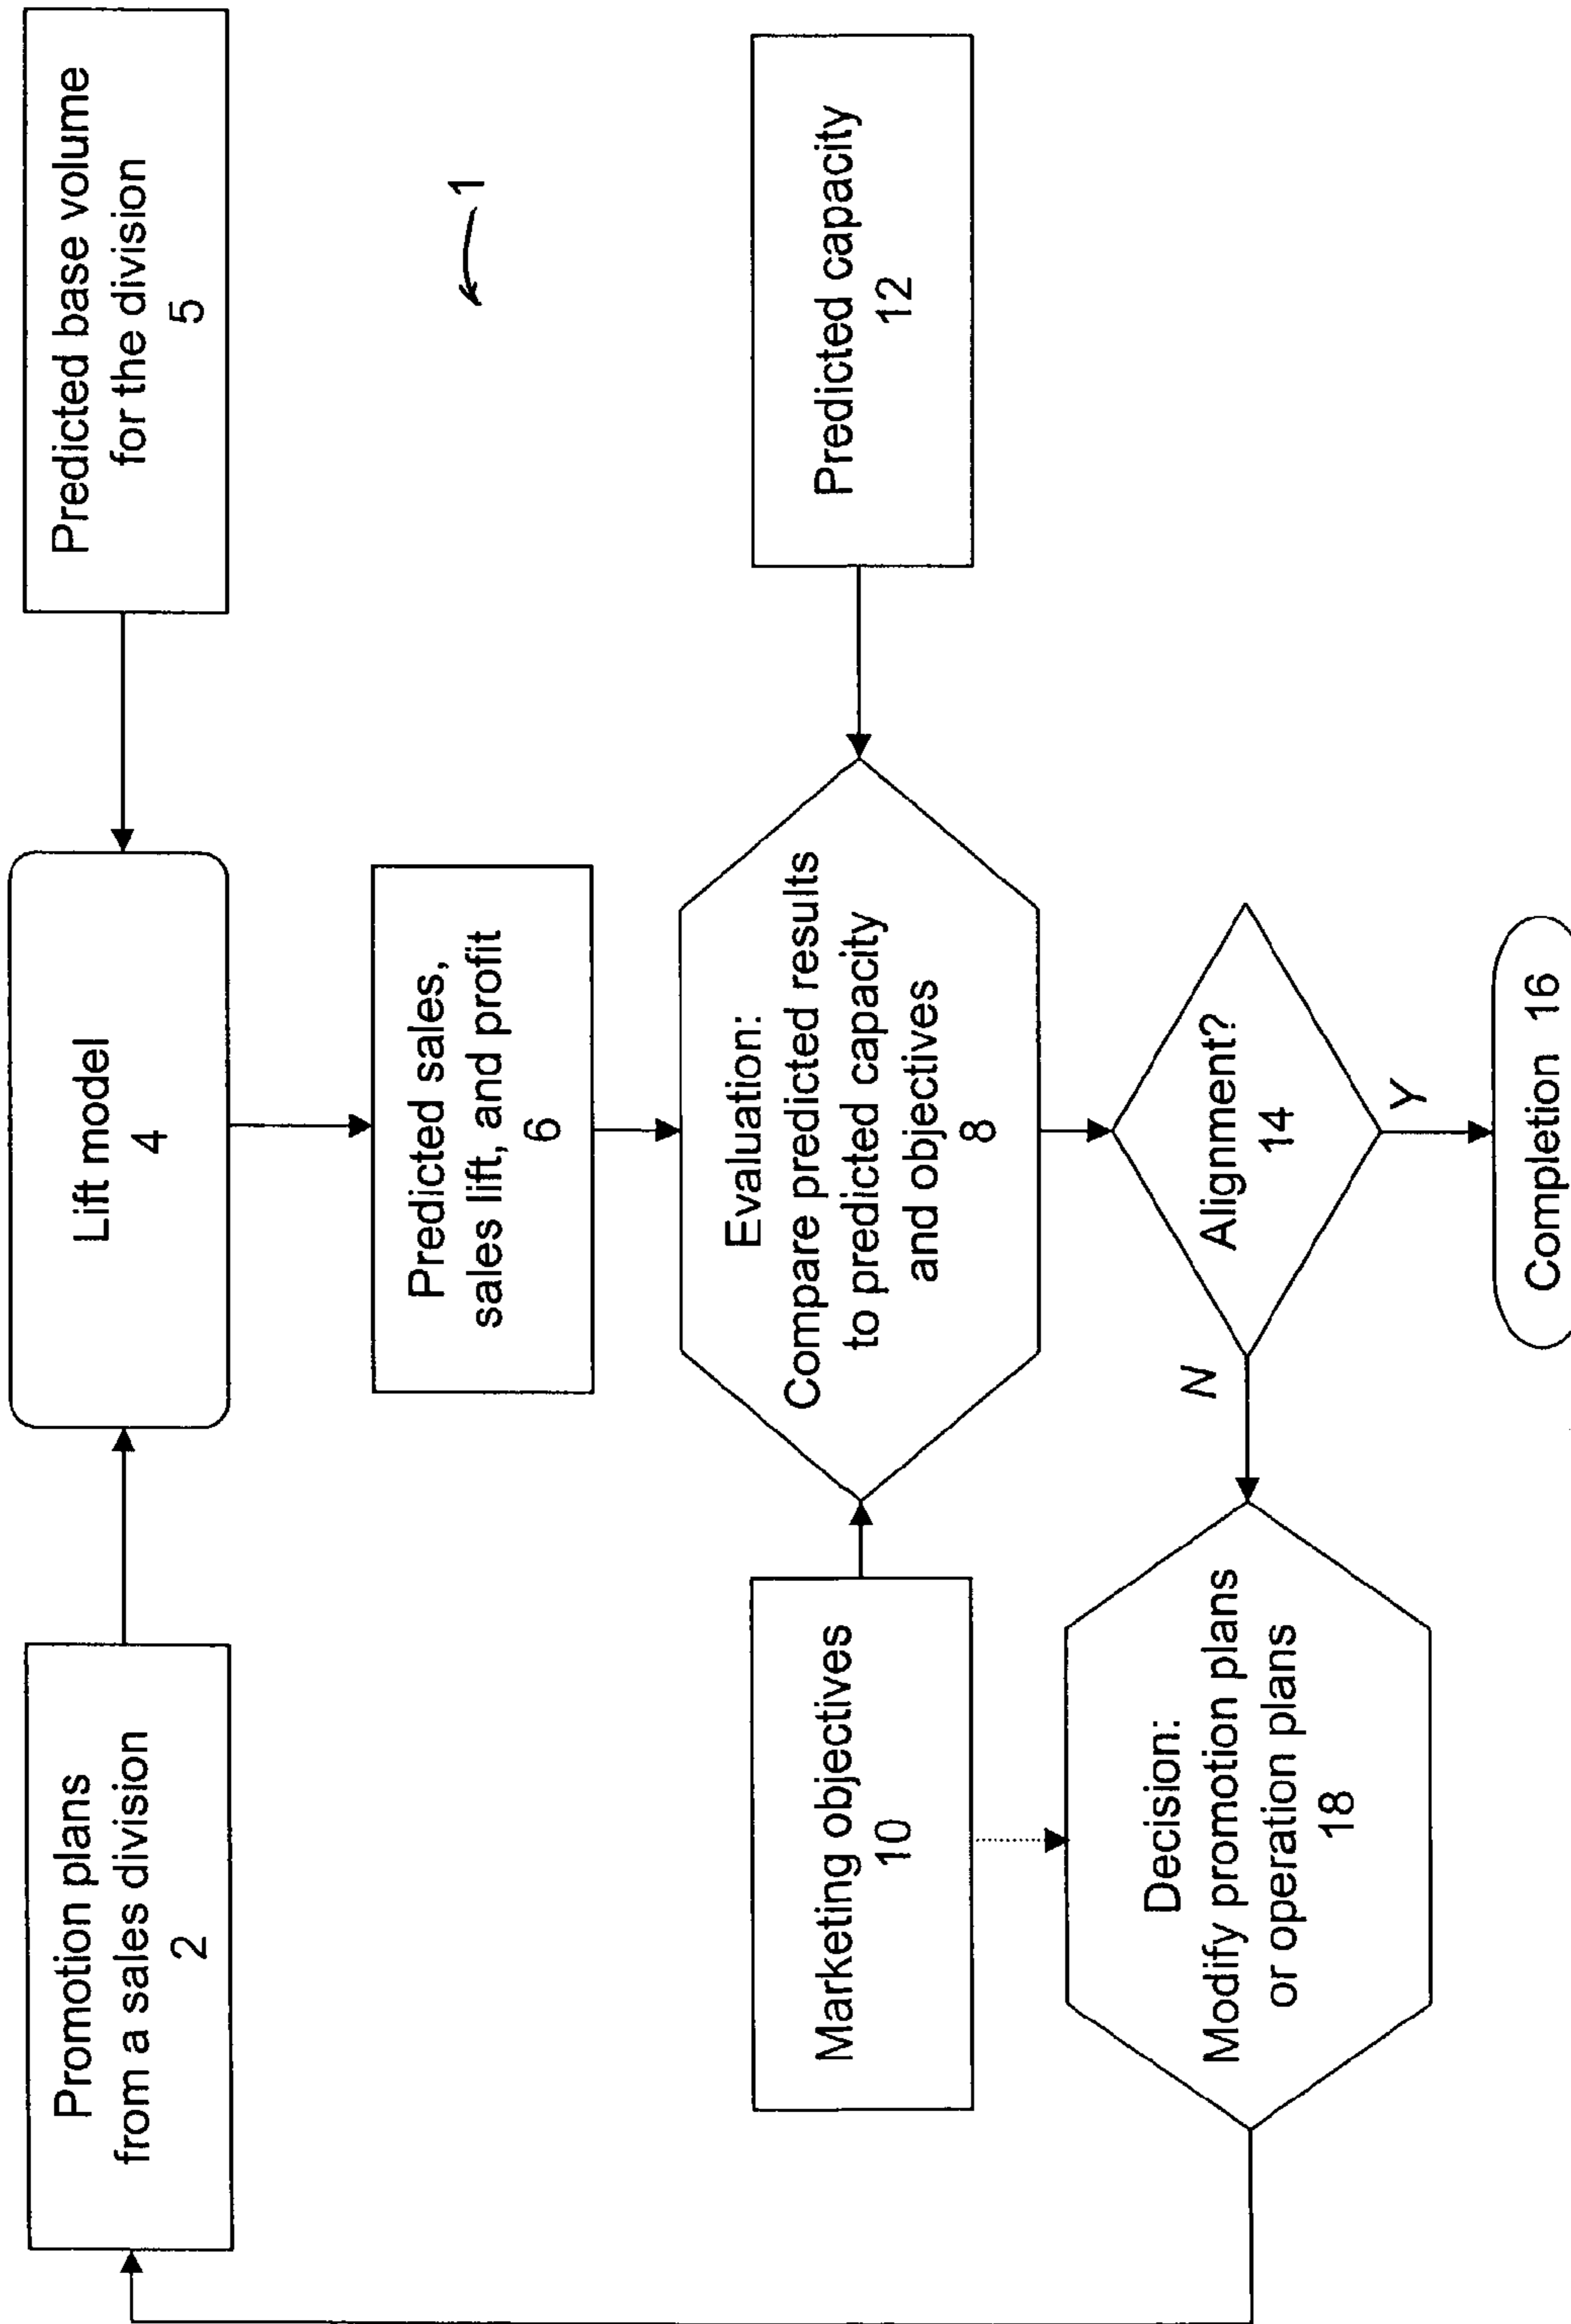 Promotion plans
from a sales division
2
Lift model
4
Predicted base volume
for the division
5
Predicted sales,
sales lift, and profit
6
1
Marketing objectives
10
Evaluation:
Compare predicted results
to predicted capacity
and objectives
8
Predicted capacity
12
Decision:
Modify promotion plans
or operation plans
18
N
Alignment?
14
Y
Completion 16